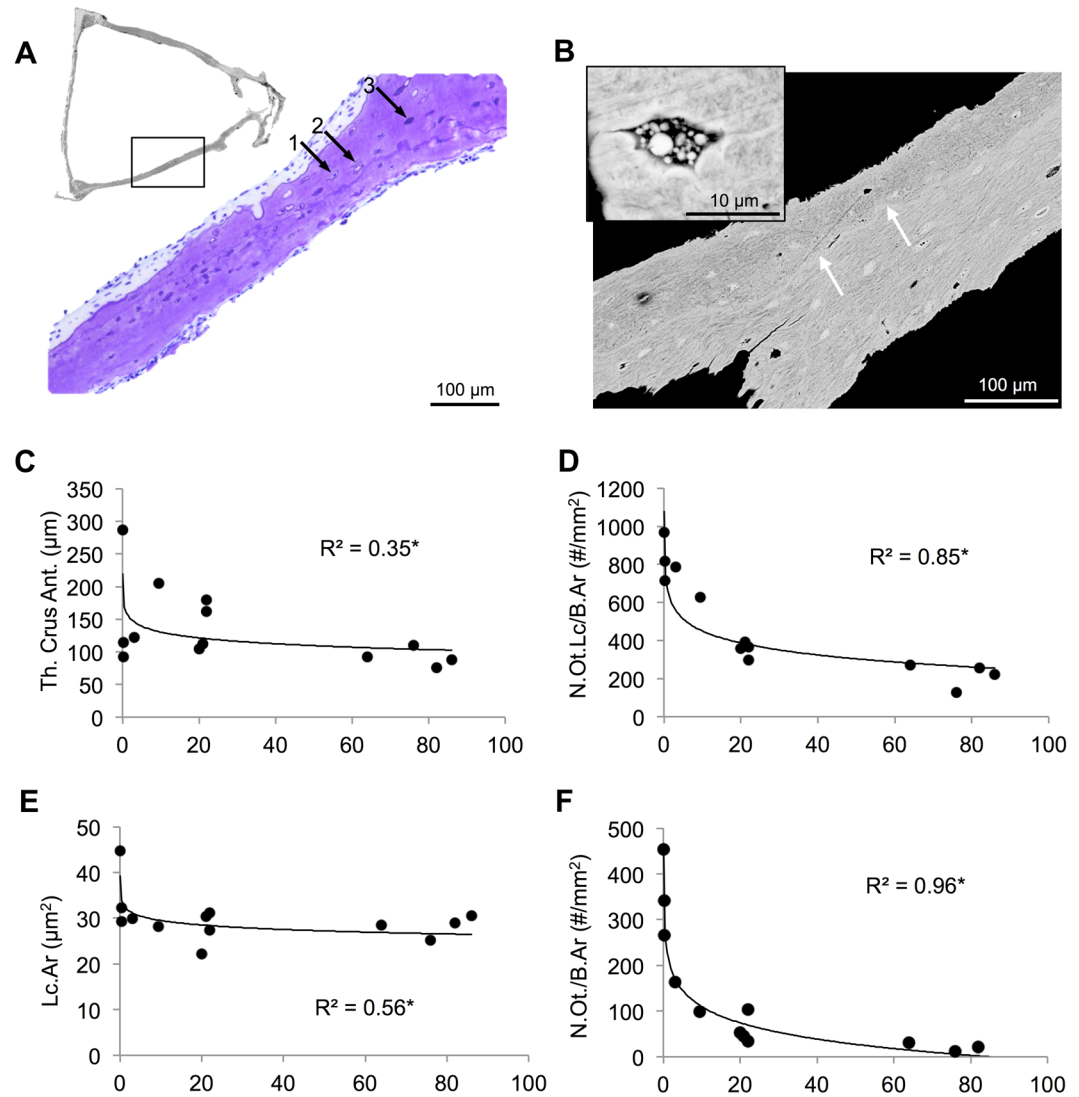 A
B
3
2
1
10 µm
100 µm
100 µm
C
D
Th. Crus Ant. (µm)
350
300
250
200
150
100
50
0
R² = 0.35*
0 20 40 60 80 100
N.Ot.Lc/B.Ar (#/mm²)
1200
1000
800
600
400
200
0
R² = 0.85*
0 20 40 60 80 100
E
F
Lc.Ar (µm²)
50
40
30
20
10
0
R² = 0.56*
0 20 40 60 80 100
N.Ot./B.Ar (#/mm²)
500
400
300
200
100
0
R² = 0.96*
0 20 40 60 80 100